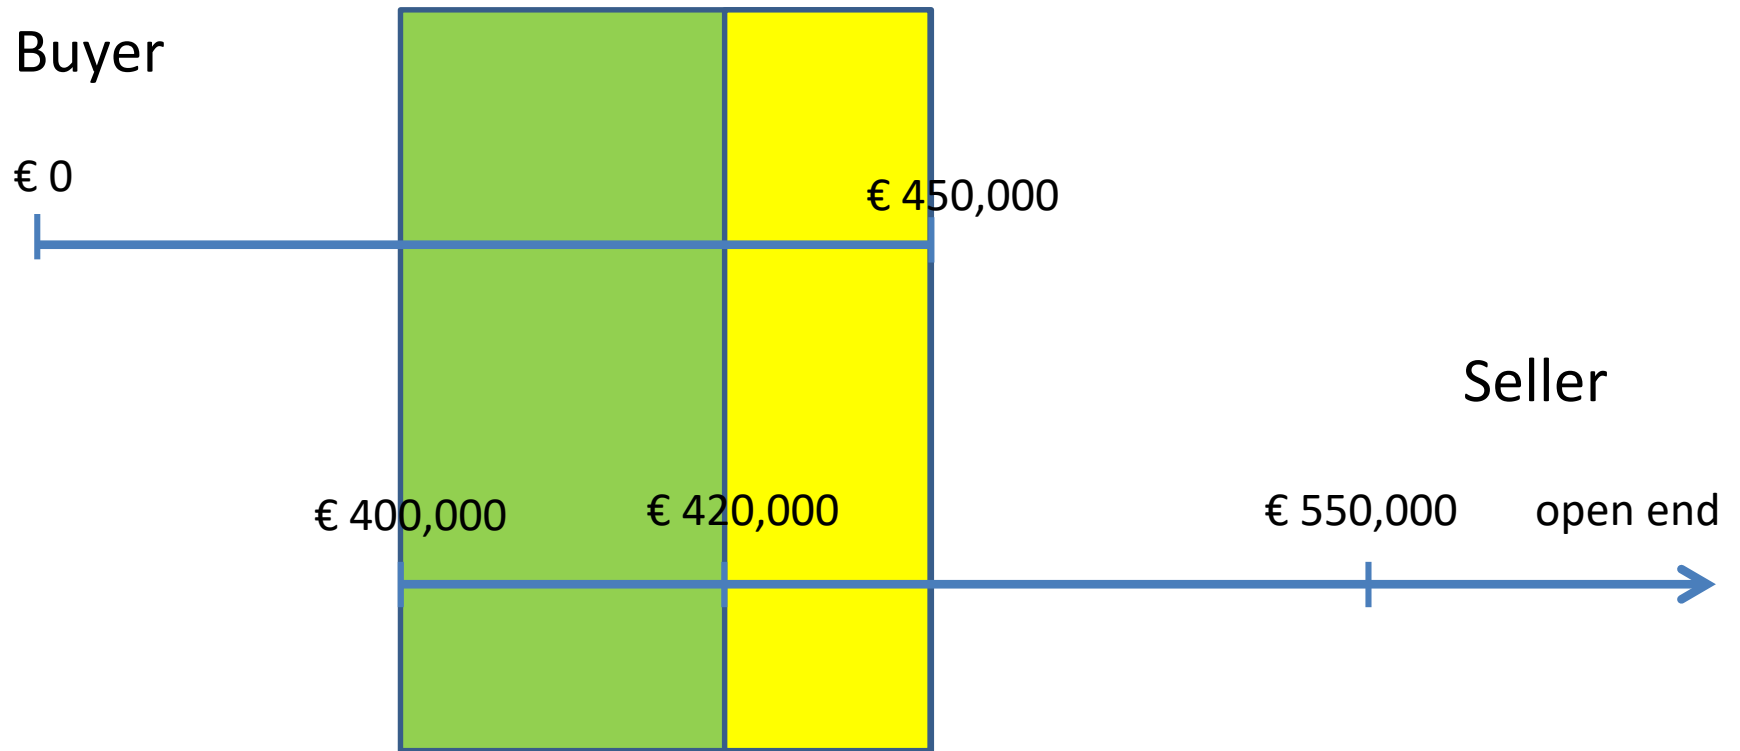 Buyer
€ 0
€ 450,000
Seller
€ 400,000
€ 420,000
€ 550,000
open end